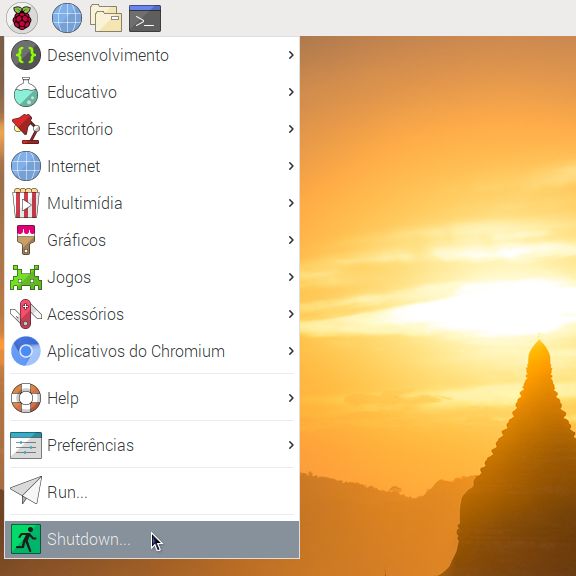 Desenvolvimento
Educativo
Escritório
Internet
Multimídia
Gráficos
Jogos
Acessórios
Aplicativos do Chromium
Help
Preferências
Run...
Shutdown...